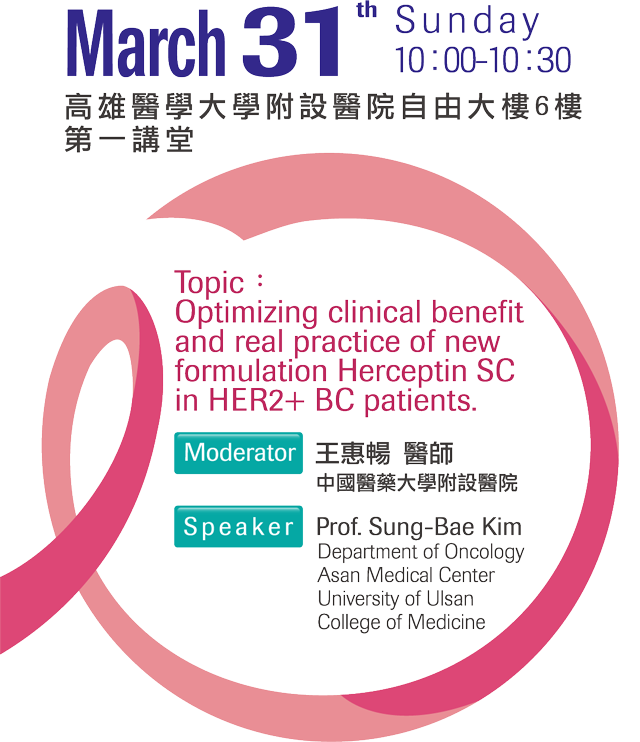 March 31th Sunday
10:00-10:30
高雄醫學大學附設醫院自由大樓6樓
第一講堂
Topic：
Optimizing clinical benefit
and real practice of new
formulation Herceptin SC
in HER2+ BC patients.
Moderator 王惠暢 醫師
中國醫藥大學附設醫院
Speaker Prof. Sung-Bae Kim
Department of Oncology
Asan Medical Center
University of Ulsan
College of Medicine